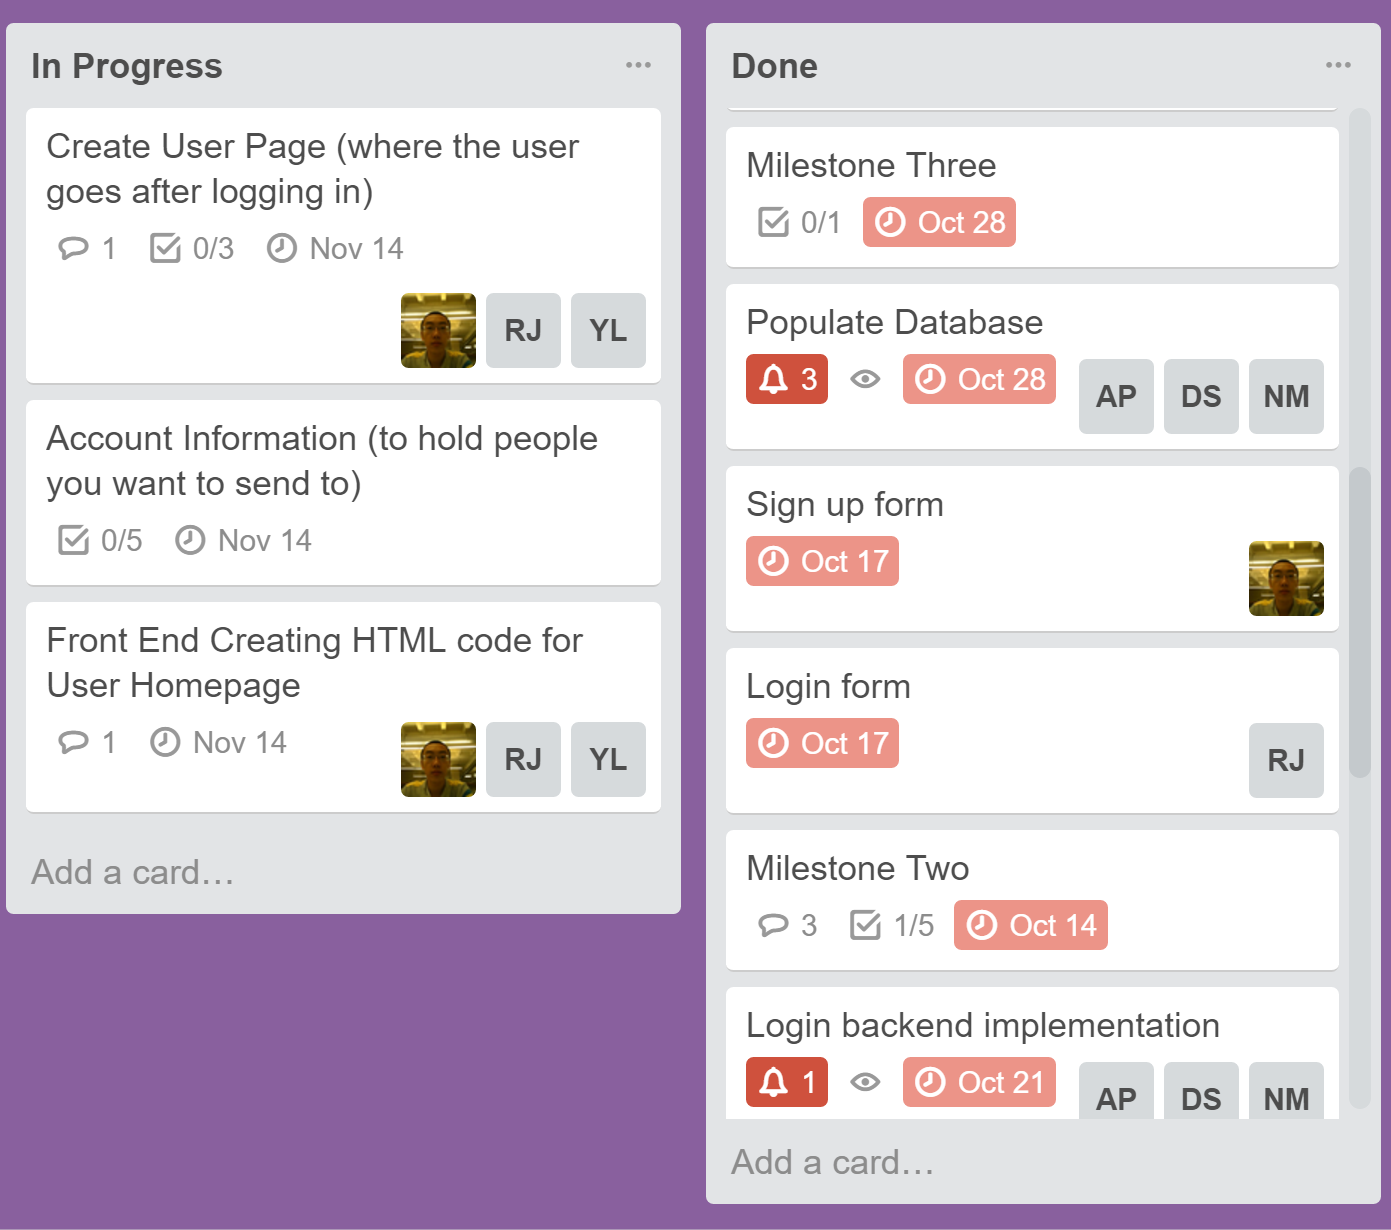 In Progress
Create User Page (where the user
goes after logging in)
1 0/3 Nov 14
RJ YL
Account Information (to hold people
you want to send to)
0/5 Nov 14
Front End Creating HTML code for
User Homepage
1 Nov 14 RJ YL
Add a card…
Done
Milestone Three
0/1 Oct 28
Populate Database
3 Oct 28 AP DS NM
Sign up form
Oct 17
Login form
Oct 17 RJ
Milestone Two
3 1/5 Oct 14
Login backend implementation
1 Oct 21 AP DS NM
Add a card…